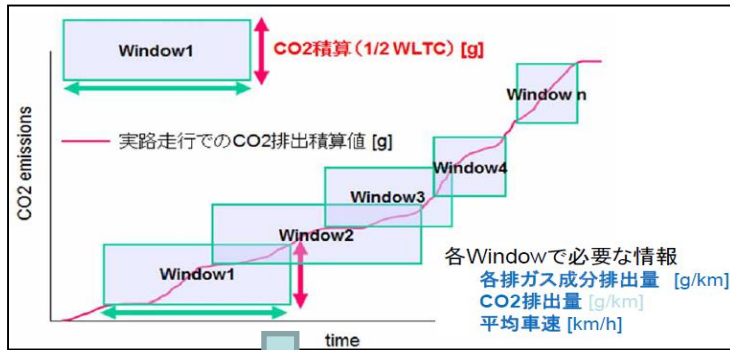 Window1
CO2積算（1/2 WLTC）[g]
Window n
実路走行でのCO2排出積算値 [g]
CO2 emissions
Window4
Window3
Window2
Window1
各Windowで必要な情報
各排ガス成分排出量 [g/km]
CO2排出量 [g/km]
平均車速 [km/h]
time